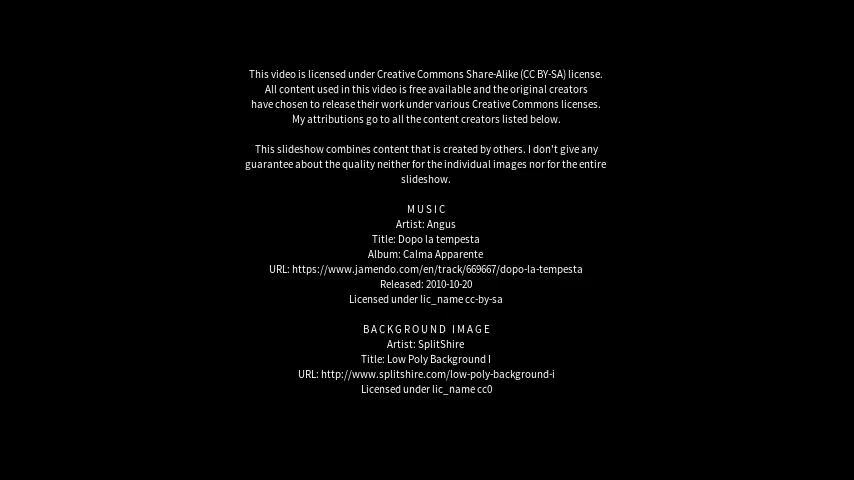 This video is licensed under Creative Commons Share-Alike (CC BY-SA) license.
All content used in this video is free available and the original creators
have chosen to release their work under various Creative Commons licenses.
My attributions go to all the content creators listed below.
This slideshow combines content that is created by others. I don't give any
guarantee about the quality neither for the individual images nor for the entire
slideshow.
MUSIC
Artist: Angus
Title: Dopo la tempesta
Album: Calma Apparente
URL: https://www.jamendo.com/en/track/669667/dopo-la-tempesta
Released: 2010-10-20
Licensed under lic_name cc-by-sa
BACKGROUND IMAGE
Artist: SplitShire
Title: Low Poly Background I
URL: http://www.splitshire.com/low-poly-background-i
Licensed under lic_name cc0